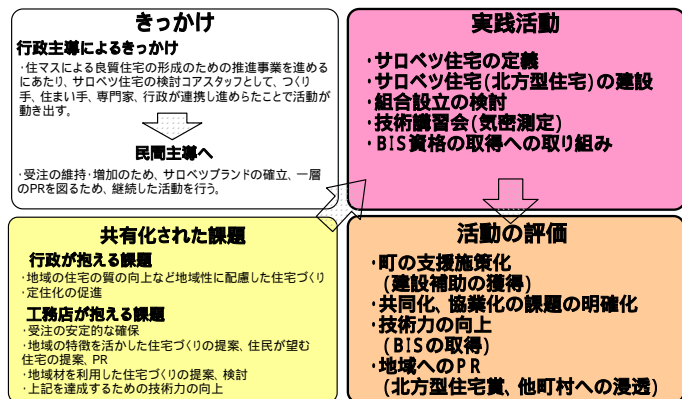 きっかけ
行政主導によるきっかけ
・住マスによる良質住宅の形成のための推進事業を進める
にあたり、サロベツ住宅の検討コアスタッフとして、つくり
手、住まい手、専門家、行政が連携し進めたことで活動が
動き出す。
民間主導へ
・受注の維持・増加のため、サロベツブランドの確立、一層
のPRを図るため、継続した活動を行う。
実践活動
・サロベツ住宅の定義
・サロベツ住宅(北方型住宅)の建設
・組合設立の検討
・技術講習会(気密測定)
・BIS資格の取得への取り組み
共有化された課題
行政が抱える課題
・地域の住宅の質の向上など地域性に配慮した住宅づくり
・定住化の促進
工務店が抱える課題
・受注の安定的な確保
・地域の特徴を活かした住宅づくりの提案、住民が望む
住宅の提案、PR
・地域材を利用した住宅づくりの提案、検討
・上記を達成するための技術力の向上
活動の評価
・町の支援施策化
(建設補助の獲得)
・共同化、協業化の課題の明確化
・技術力の向上
(BISの取得)
・地域へのPR
(北方型住宅賞、他町村への浸透)